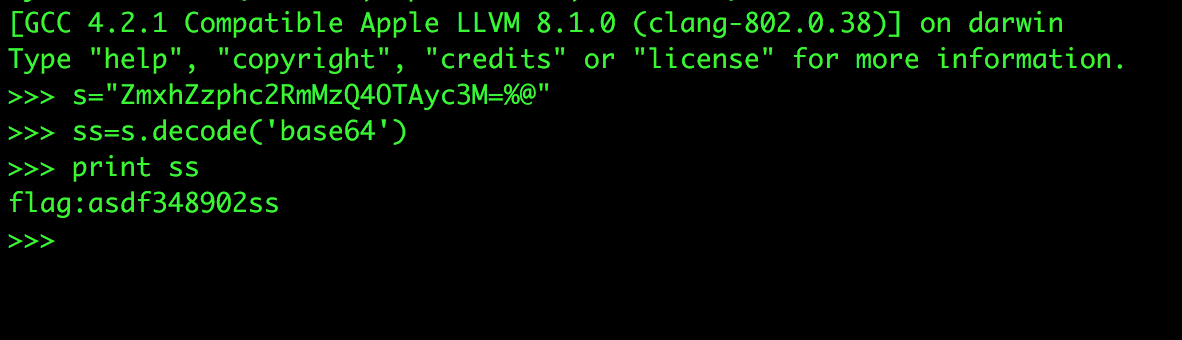 [GCC 4.2.1 Compatible Apple LLVM 8.1.0 (clang-802.0.38)] on darwin
Type "help", "copyright", "credits" or "license" for more information.
>>> s="ZmxhZzphc2RmMzQ4OTAyc3M=%@"
>>> ss=s.decode('base64')
>>> print ss
flag:asdf348902ss
>>>